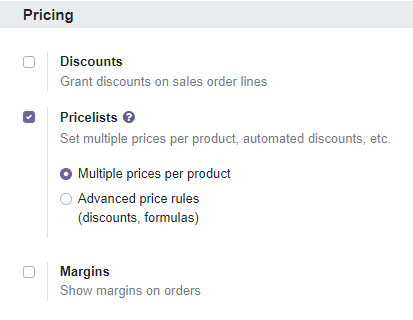 Pricing
Discounts
Grant discounts on sales order lines
Pricelists ?
Set multiple prices per product, automated discounts, etc.
Multiple prices per product
Advanced price rules
(discounts, formulas)
Margins
Show margins on orders